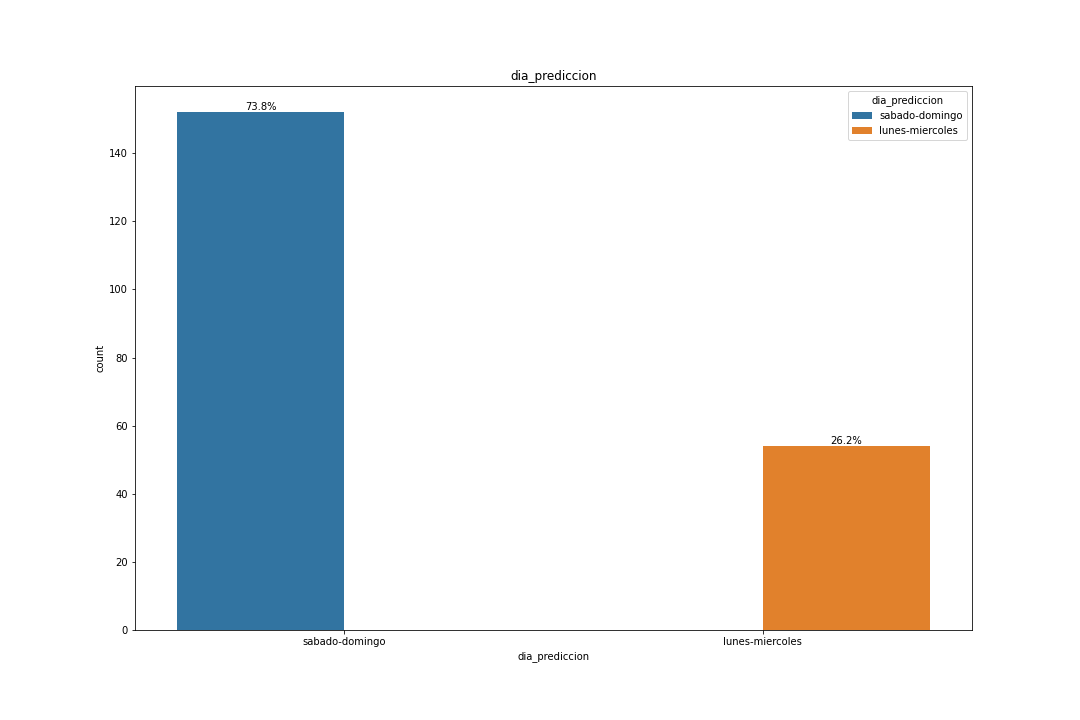 dia_prediccion
73.8%
dia_prediccion
sabado-domingo
lunes-miercoles
140
120
100
80
60
40
20
0
count
26.2%
sabado-domingo
lunes-miercoles
dia_prediccion